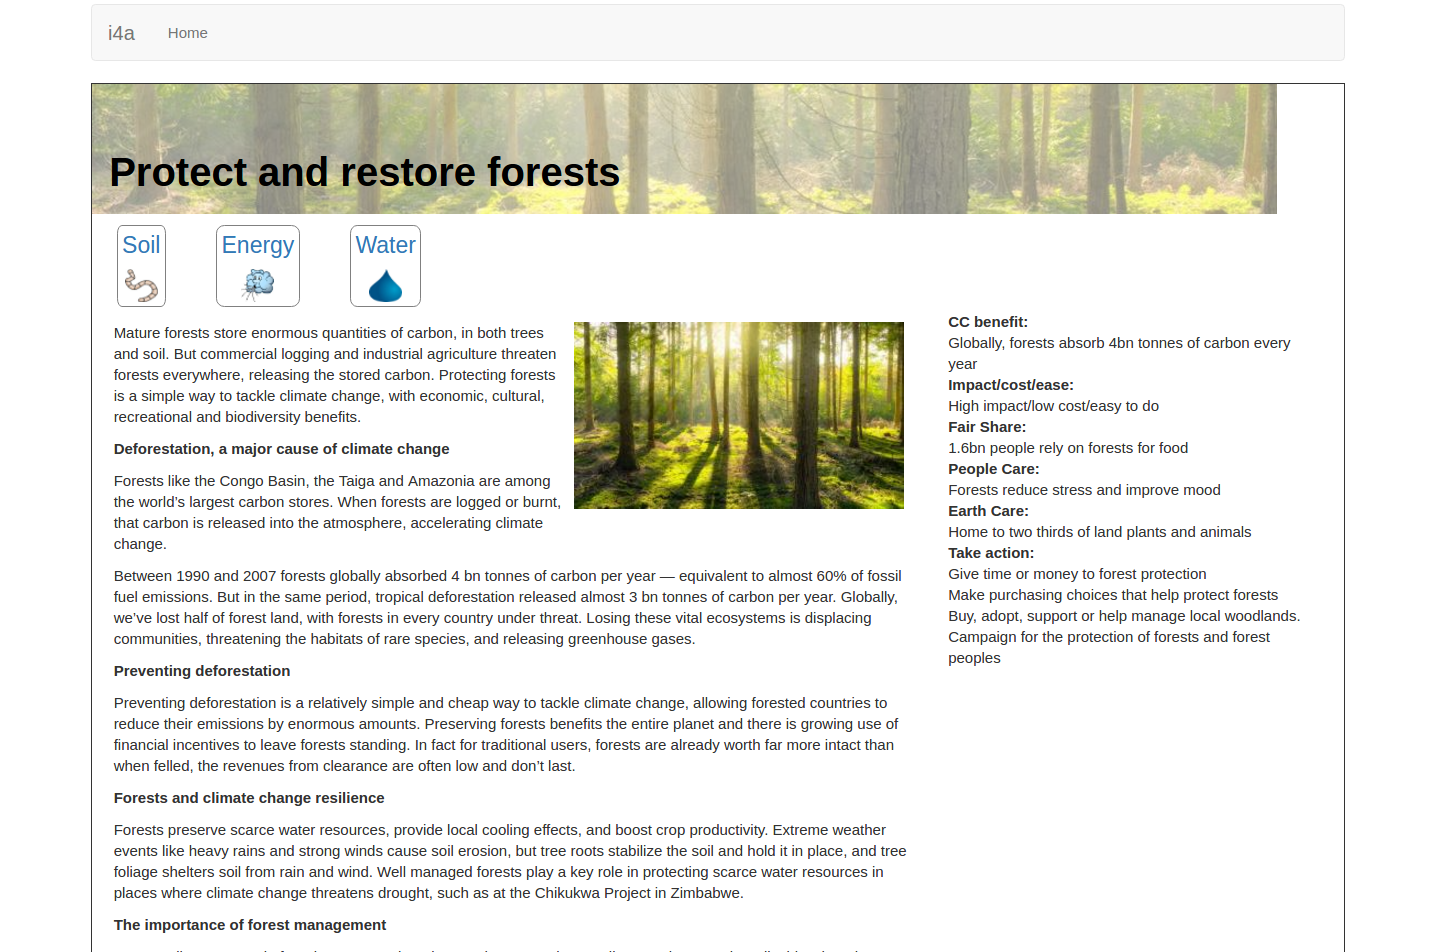 i4a Home
Protect and restore forests
Soil Energy Water
Mature forests store enormous quantities of carbon, in both trees
and soil. But commercial logging and industrial agriculture threaten
forests everywhere, releasing the stored carbon. Protecting forests
is a simple way to tackle climate change, with economic, cultural,
recreational and biodiversity benefits.
Deforestation, a major cause of climate change
Forests like the Congo Basin, the Taiga and Amazonia are among
the world’s largest carbon stores. When forests are logged or burnt,
that carbon is released into the atmosphere, accelerating climate
change.
Between 1990 and 2007 forests globally absorbed 4 bn tonnes of carbon per year — equivalent to almost 60% of fossil
fuel emissions. But in the same period, tropical deforestation released almost 3 bn tonnes of carbon per year. Globally,
we’ve lost half of forest land, with forests in every country under threat. Losing these vital ecosystems is displacing
communities, threatening the habitats of rare species, and releasing greenhouse gases.
Preventing deforestation
Preventing deforestation is a relatively simple and cheap way to tackle climate change, allowing forested countries to
reduce their emissions by enormous amounts. Preserving forests benefits the entire planet and there is growing use of
financial incentives to leave forests standing. In fact for traditional users, forests are already worth far more intact than
when felled, the revenues from clearance are often low and don’t last.
Forests and climate change resilience
Forests preserve scarce water resources, provide local cooling effects, and boost crop productivity. Extreme weather
events like heavy rains and strong winds cause soil erosion, but tree roots stabilize the soil and hold it in place, and tree
foliage shelters soil from rain and wind. Well managed forests play a key role in protecting scarce water resources in
places where climate change threatens drought, such as at the Chikukwa Project in Zimbabwe.
The importance of forest management
CC benefit:
Globally, forests absorb 4bn tonnes of carbon every
year
Impact/cost/ease:
High impact/low cost/easy to do
Fair Share:
1.6bn people rely on forests for food
People Care:
Forests reduce stress and improve mood
Earth Care:
Home to two thirds of land plants and animals
Take action:
Give time or money to forest protection
Make purchasing choices that help protect forests
Buy, adopt, support or help manage local woodlands.
Campaign for the protection of forests and forest
peoples